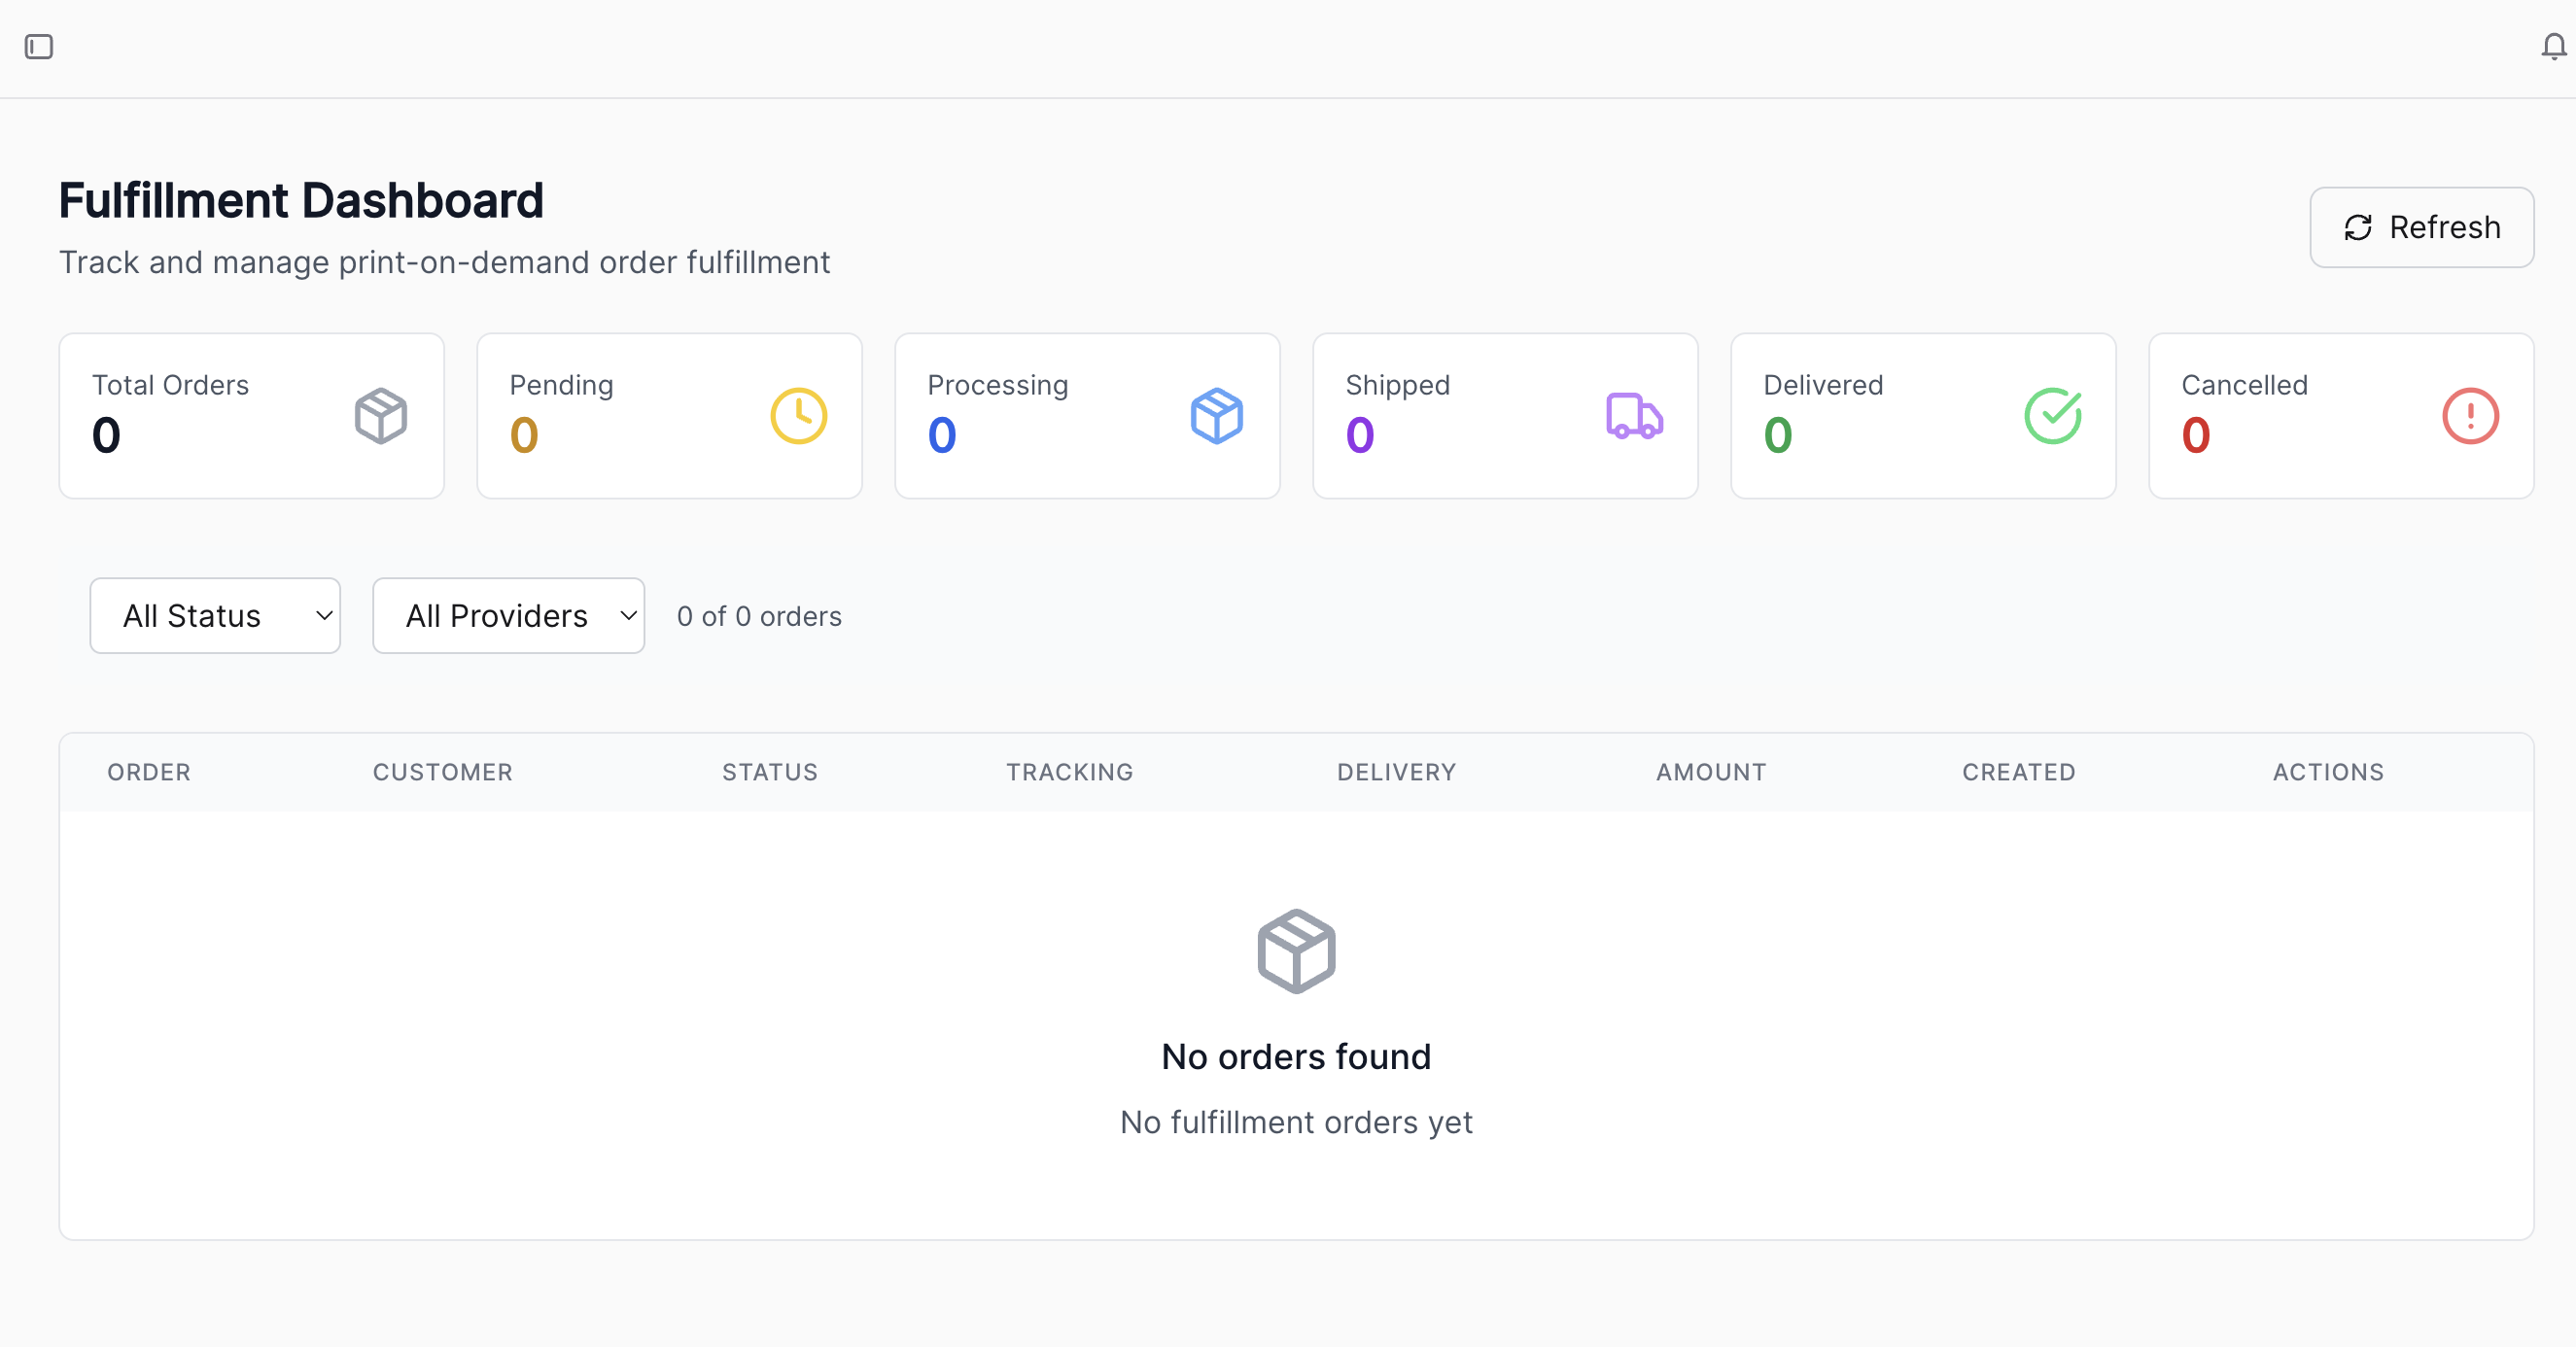 Fulfillment Dashboard
Track and manage print-on-demand order fulfillment
Refresh
Total Orders
0
Pending
0
Processing
0
Shipped
0
Delivered
0
Cancelled
0
All Status
All Providers
0 of 0 orders
ORDER CUSTOMER STATUS TRACKING DELIVERY AMOUNT CREATED ACTIONS
No orders found
No fulfillment orders yet